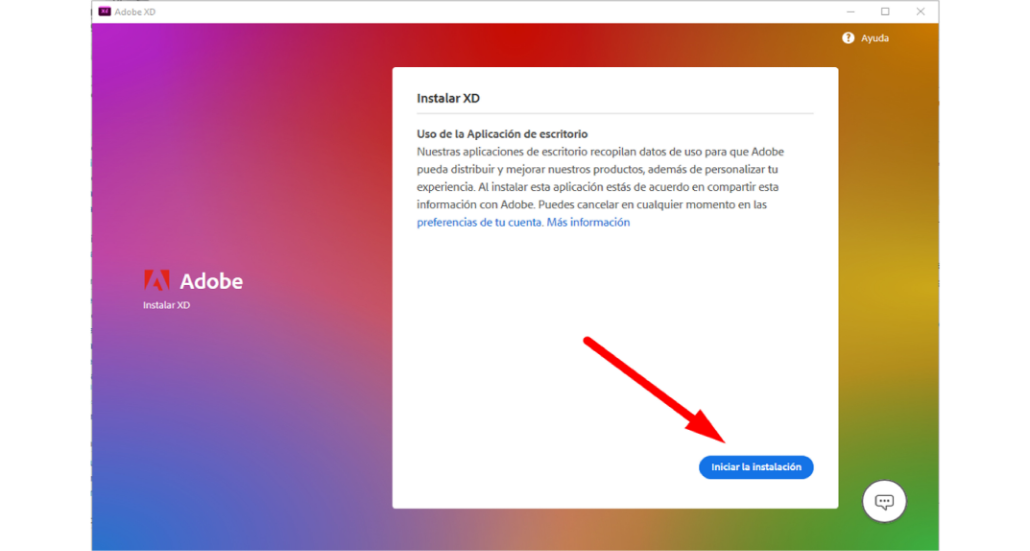 Adobe XD
Ayuda
Instalar XD
Uso de la Aplicación de escritorio
Nuestras aplicaciones de escritorio recopilan datos de uso para que Adobe
pueda distribuir y mejorar nuestros productos, además de personalizar tu
experiencia. Al instalar esta aplicación estás de acuerdo en compartir esta
información con Adobe. Puedes cancelar en cualquier momento en las
preferencias de tu cuenta. Más información
Adobe
Instalar XD
Iniciar la instalación